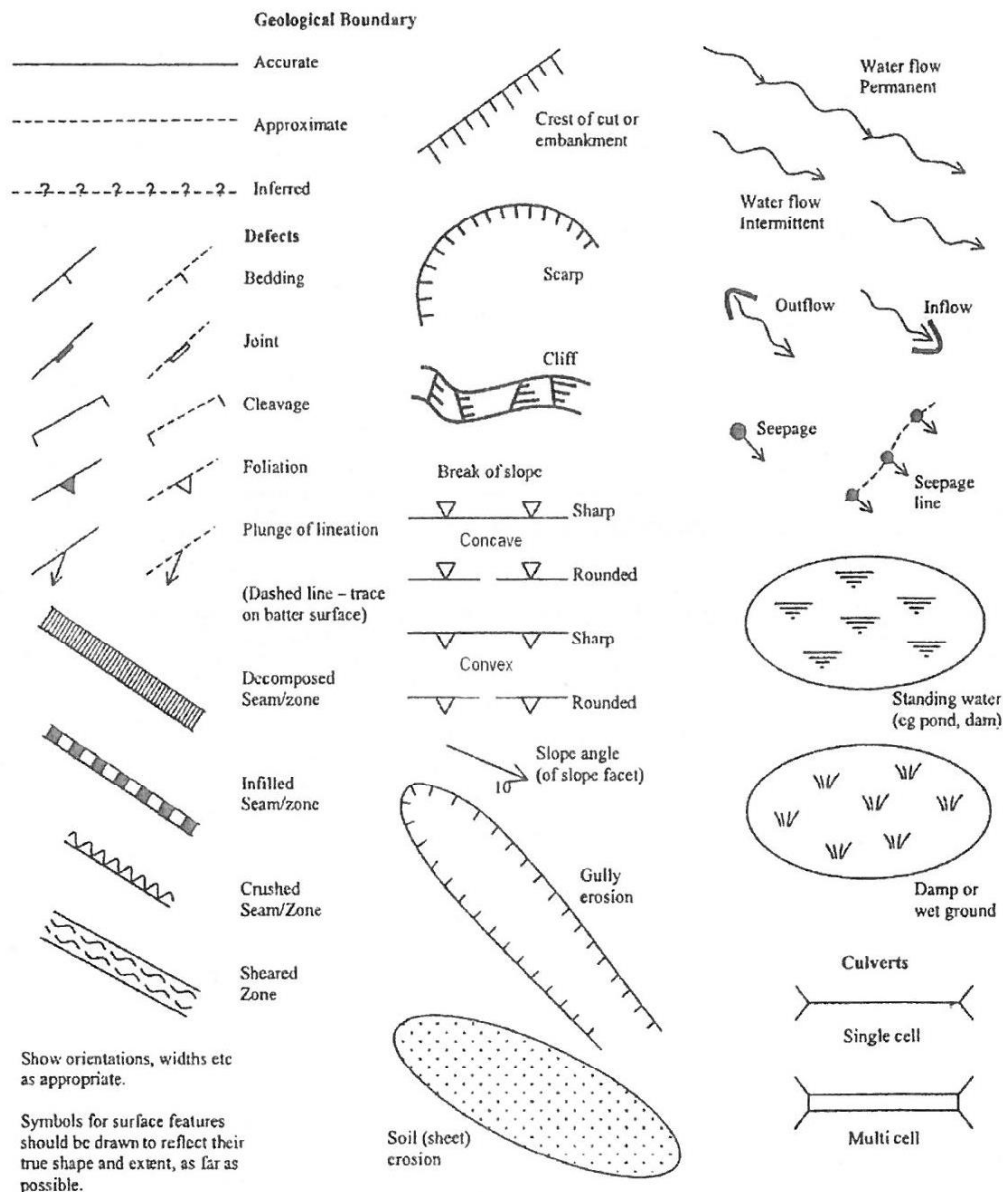 Geological Boundary
Accurate
Approximate
? ? ? ? ? ? ?
Inferred
Defects
Bedding
Joint
Cleavage
Foliation
Plunge of lineation
(Dashed line – trace
on batter surface)
Decomposed
Seam/zone
Infilled
Seam/zone
Crushed
Seam/Zone
Sheared
Zone
Show orientations, widths etc
as appropriate.
Symbols for surface features
should be drawn to reflect their
true shape and extent, as far as
possible.
Crest of cut or
embankment
Scarp
Cliff
Break of slope
Sharp
Concave
Rounded
Sharp
Convex
Rounded
Slope angle
(of slope facet)
10
Gully
erosion
Soil (sheet)
erosion
Water flow
Permanent
Water flow
Intermittent
Outflow
Inflow
Seepage
Seepage
line
Standing water
(eg pond, dam)
Damp or
wet ground
Culverts
Single cell
Multi cell